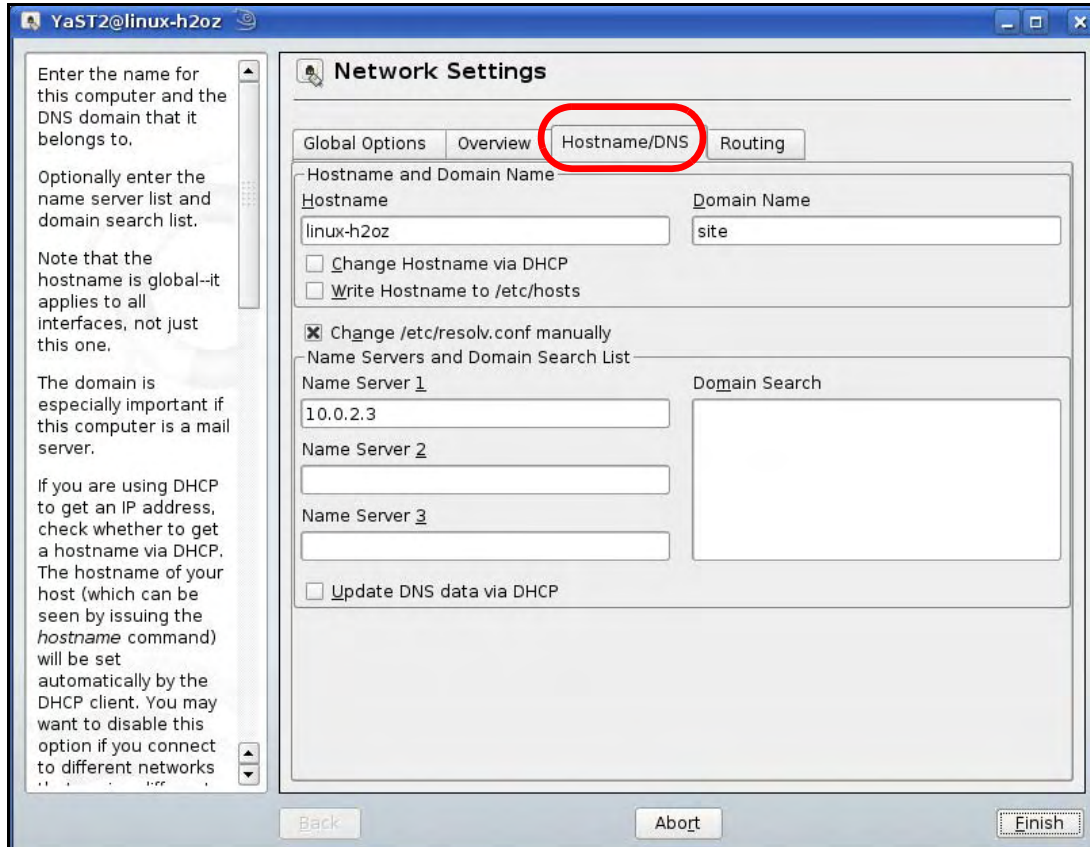 YaST2@linux-h2oz
Enter the name for
this computer and the
DNS domain that it
belongs to.
Optionally enter the
name server list and
domain search list.
Note that the
hostname is global--it
applies to all
interfaces, not just
this one.
The domain is
especially important if
this computer is a mail
server.
If you are using DHCP
to get an IP address,
check whether to get
a hostname via DHCP.
The hostname of your
host (which can be
seen by issuing the
hostname command)
will be set
automatically by the
DHCP client. You may
want to disable this
option if you connect
to different networks
Network Settings
Global Options Overview Hostname/DNS Routing
Hostname and Domain Name
Hostname Domain Name
linux-h2oz site
Change Hostname via DHCP
Write Hostname to /etc/hosts
Change /etc/resolv.conf manually
Name Servers and Domain Search List
Name Server 1 Domain Search
10.0.2.3
Name Server 2
Name Server 3
Update DNS data via DHCP
Back Abort Finish